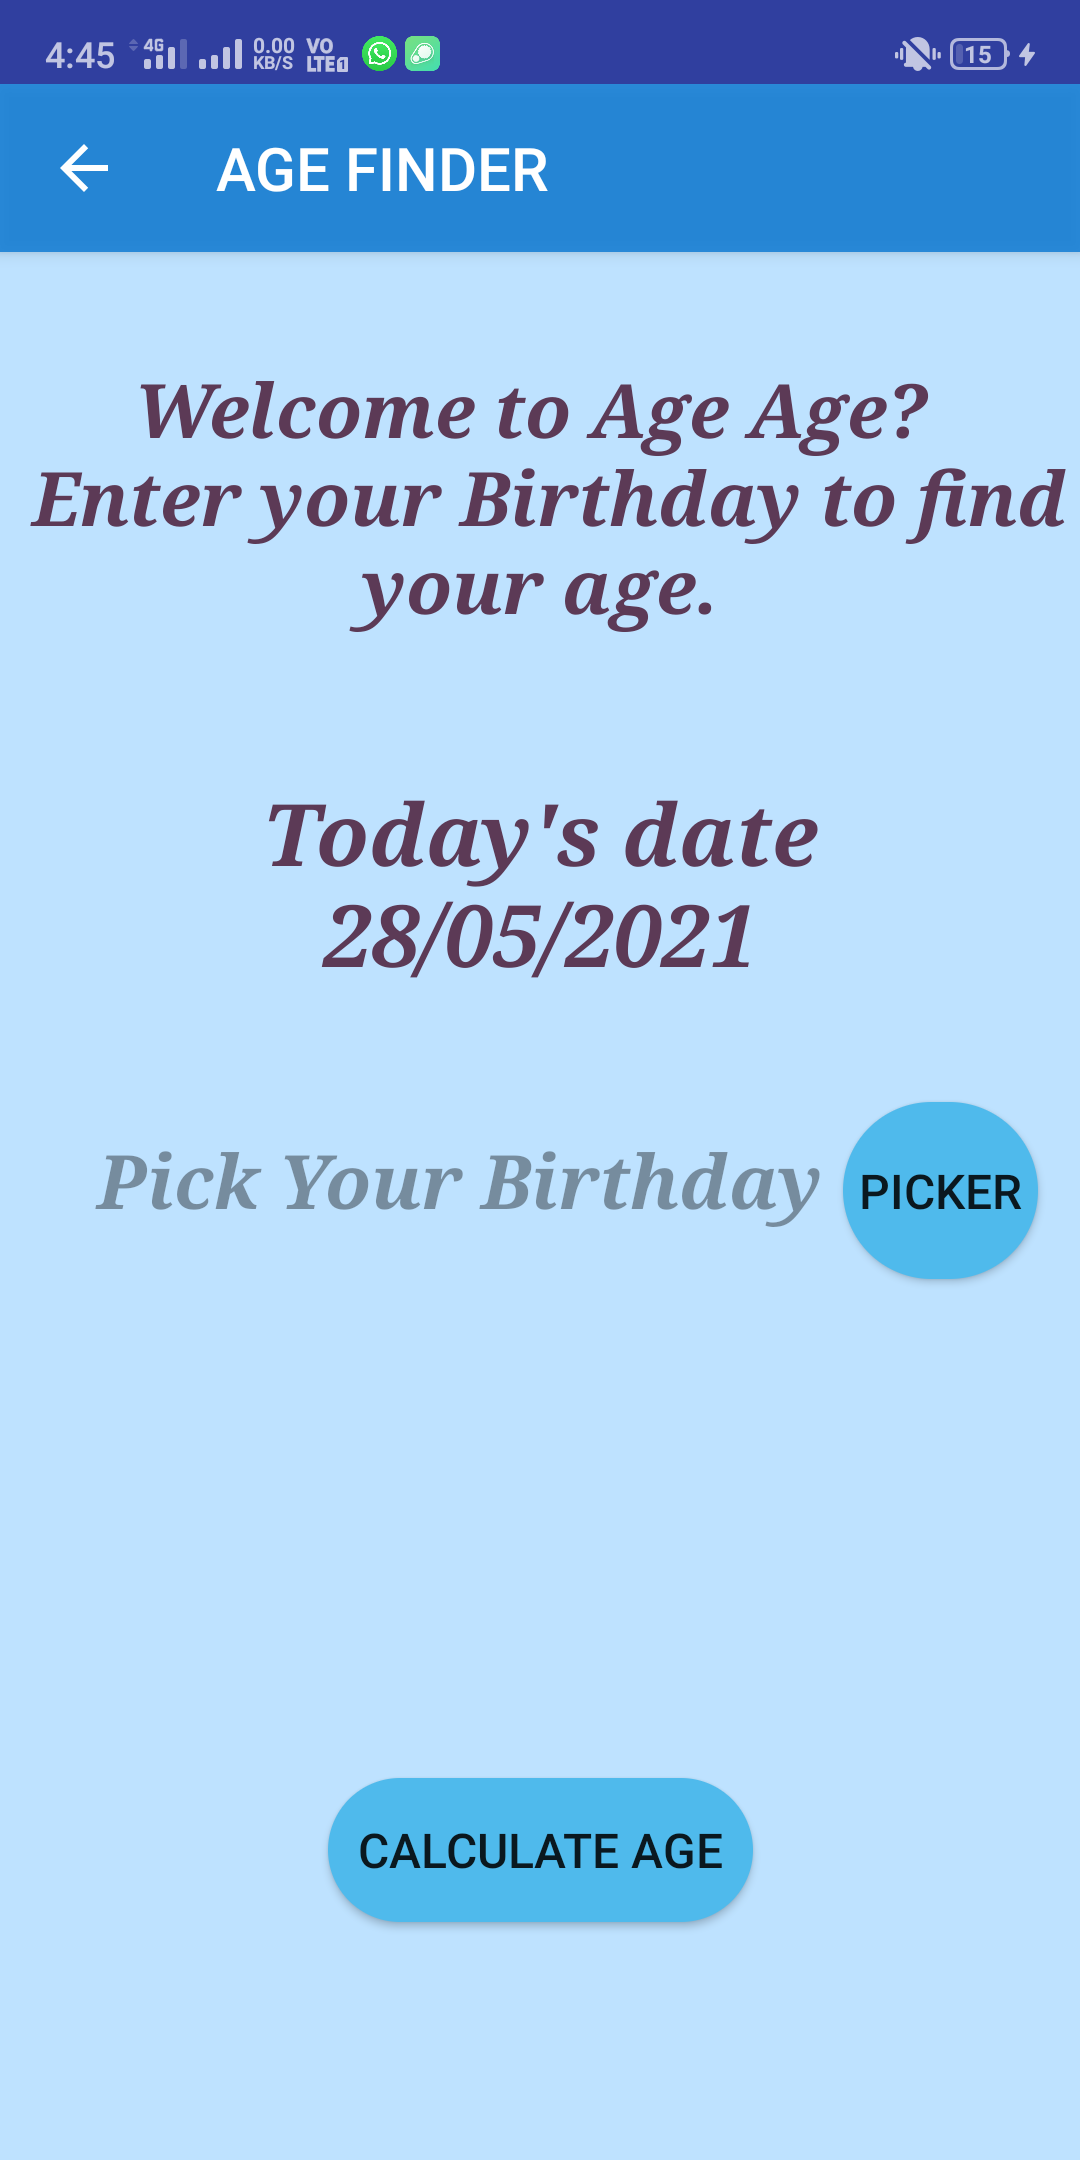 4:45 4G 0.00 KB/S VO LTE1 15
AGE FINDER
Welcome to Age Age?
Enter your Birthday to find
your age.
Today's date
28/05/2021
Pick Your Birthday PICKER
CALCULATE AGE